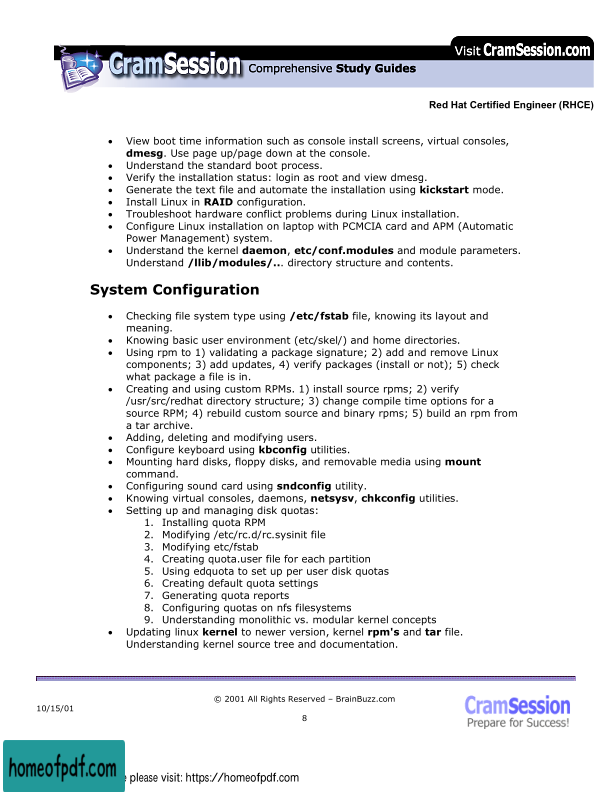 Visit CramSession.com
CramSession Comprehensive Study Guides
Red Hat Certified Engineer (RHCE)
• View boot time information such as console install screens, virtual consoles,
dmesg. Use page up/page down at the console.
• Understand the standard boot process.
• Verify the installation status: login as root and view dmesg.
• Generate the text file and automate the installation using kickstart mode.
• Install Linux in RAID configuration.
• Troubleshoot hardware conflict problems during Linux installation.
• Configure Linux installation on laptop with PCMCIA card and APM (Automatic
Power Management) system.
• Understand the kernel daemon, etc/conf.modules and module parameters.
Understand /llib/modules/... directory structure and contents.
System Configuration
• Checking file system type using /etc/fstab file, knowing its layout and
meaning.
• Knowing basic user environment (etc/skel/) and home directories.
• Using rpm to 1) validating a package signature; 2) add and remove Linux
components; 3) add updates, 4) verify packages (install or not); 5) check
what package a file is in.
• Creating and using custom RPMs. 1) install source rpms; 2) verify
/usr/src/redhat directory structure; 3) change compile time options for a
source RPM; 4) rebuild custom source and binary rpms; 5) build an rpm from
a tar archive.
• Adding, deleting and modifying users.
• Configure keyboard using kbconfig utilities.
• Mounting hard disks, floppy disks, and removable media using mount
command.
• Configuring sound card using sndconfig utility.
• Knowing virtual consoles, daemons, netsysv, chkconfig utilities.
• Setting up and managing disk quotas:
1. Installing quota RPM
2. Modifying /etc/rc.d/rc.sysinit file
3. Modifying etc/fstab
4. Creating quota.user file for each partition
5. Using edquota to set up per user disk quotas
6. Creating default quota settings
7. Generating quota reports
8. Configuring quotas on nfs filesystems
9. Understanding monolithic vs. modular kernel concepts
• Updating linux kernel to newer version, kernel rpm's and tar file.
Understanding kernel source tree and documentation.
© 2001 All Rights Reserved – BrainBuzz.com
10/15/01
8
CramSession
Prepare for Success!
homeofpdf.com
please visit: https://homeofpdf.com